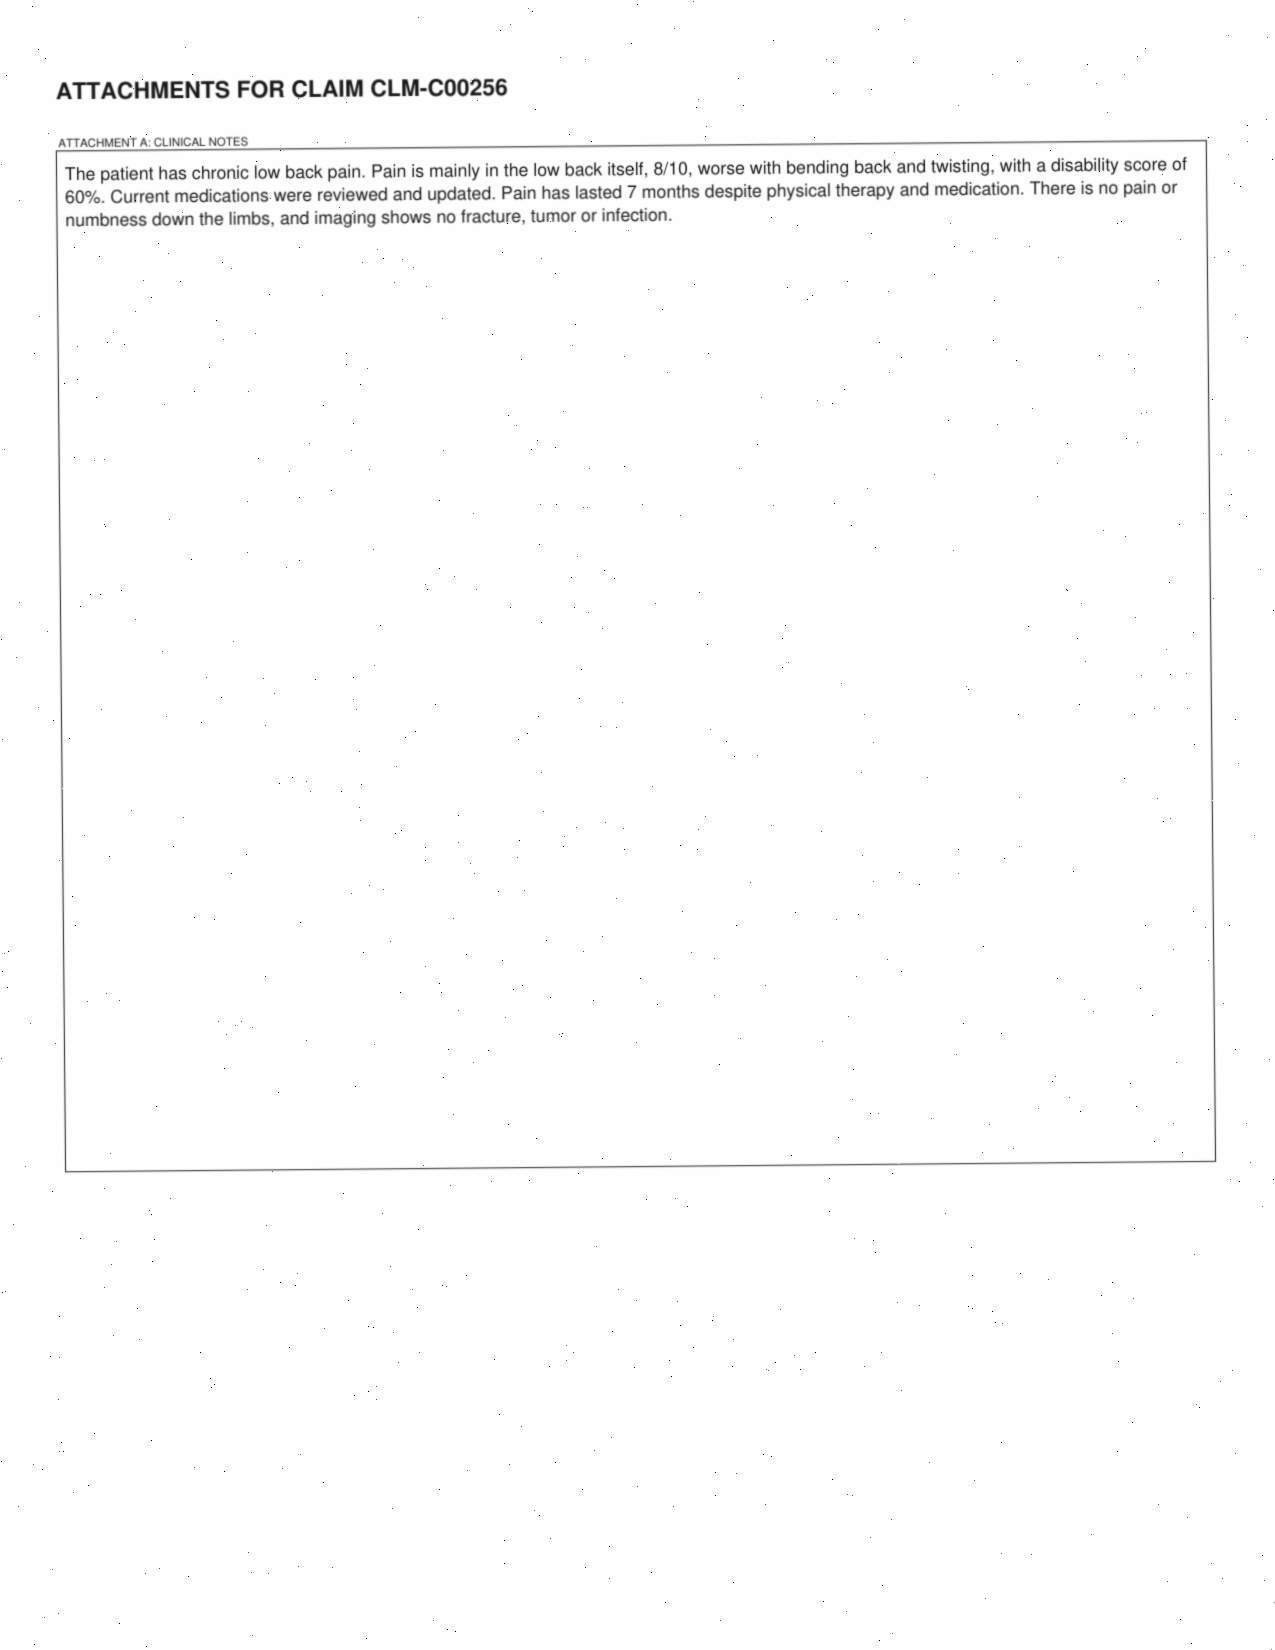 ATTACHMENTS FOR CLAIM CLM-C00256
ATTACHMENT A: CLINICAL NOTES
The patient has chronic low back pain. Pain is mainly in the low back itself, 8/10, worse with bending back and twisting, with a disability score of
60%. Current medications were reviewed and updated. Pain has lasted 7 months despite physical therapy and medication. There is no pain or
numbness down the limbs, and imaging shows no fracture, tumor or infection.